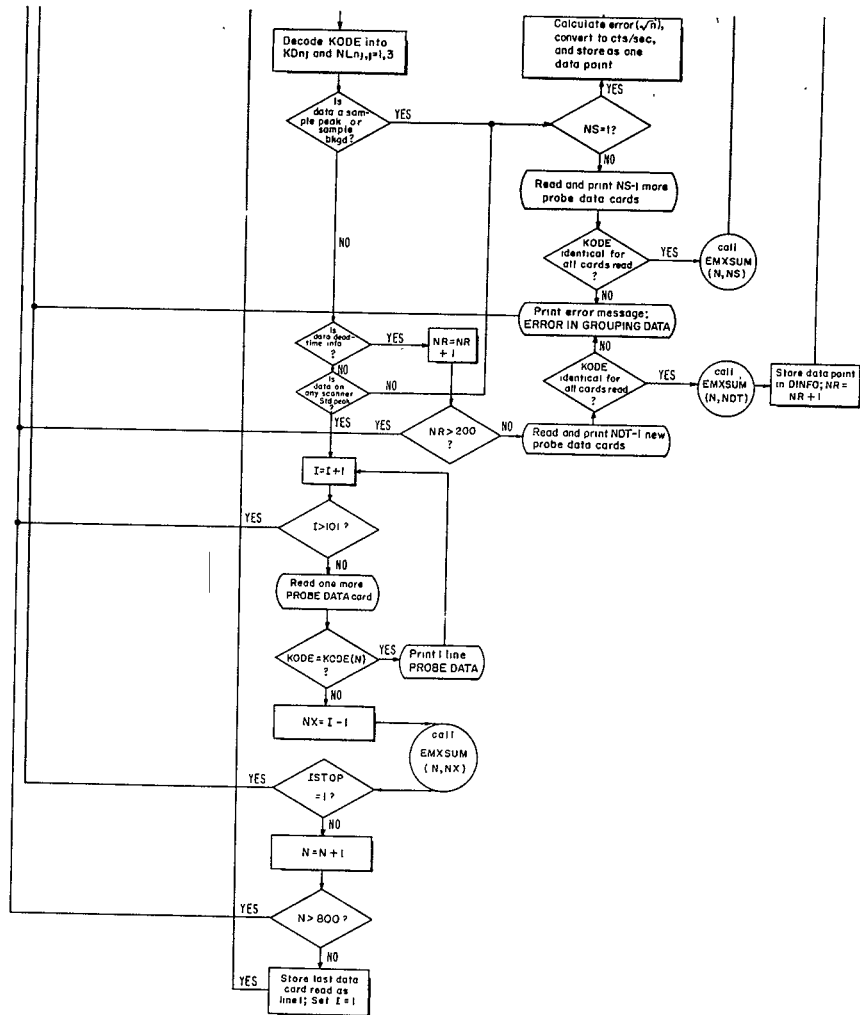 Decode KODE into
KDnj and NLnj,j=1,3
Calculate error (√n),
convert to cts/sec,
and store as one
data point
YES
Is
data a sam-
ple peak or
sample
bkgd?
YES
NS=1?
NO
Read and print NS-1 more
probe data cards
NO
KODE
identical for
all cards read
?
YES
call
EMXSUM
(N,NS)
NO
Print error message;
ERROR IN GROUPING DATA
NO
Is
data dead-
time info
?
YES
NR=NR
+1
NO
KODE
identical for
all cards read
?
YES
call
EMXSUM
(N,NDT)
Store data point
in DINFO; NR=
NR+1
Is
data on
any scanner
Std peak
?
NO
YES
YES
NR>200
?
NO
Read and print NDT-1 new
probe data cards
I=I+1
YES
I>101?
NO
Read one more
PROBE DATA card
KODE=KODE(N)
?
YES
Print 1 line
PROBE DATA
NO
NX=I-1
call
EMXSUM
(N,NX)
YES
ISTOP
=1?
NO
N=N+1
YES
N>800?
NO
YES
Store last data
card read as
line1; Set I=1